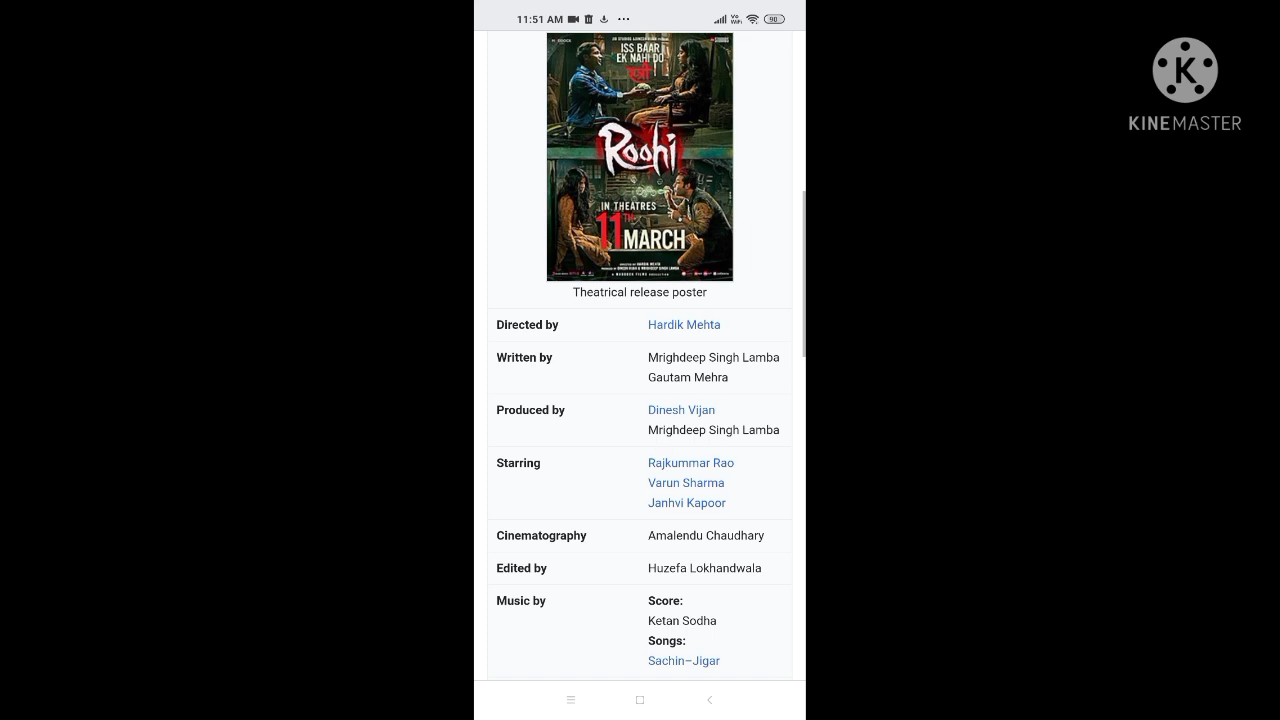 11:51 AM
Vo
WiFi
90
ISS BAAR
EK NAHI DO
स्त्री
Roohi
IN THEATRES
11TH
MARCH
Theatrical release poster
Directed by
Hardik Mehta
Written by
Mrighdeep Singh Lamba
Gautam Mehra
Produced by
Dinesh Vijan
Mrighdeep Singh Lamba
Starring
Rajkummar Rao
Varun Sharma
Janhvi Kapoor
Cinematography
Amalendu Chaudhary
Edited by
Huzefa Lokhandwala
Music by
Score:
Ketan Sodha
Songs:
Sachin–Jigar
K
KINEMASTER